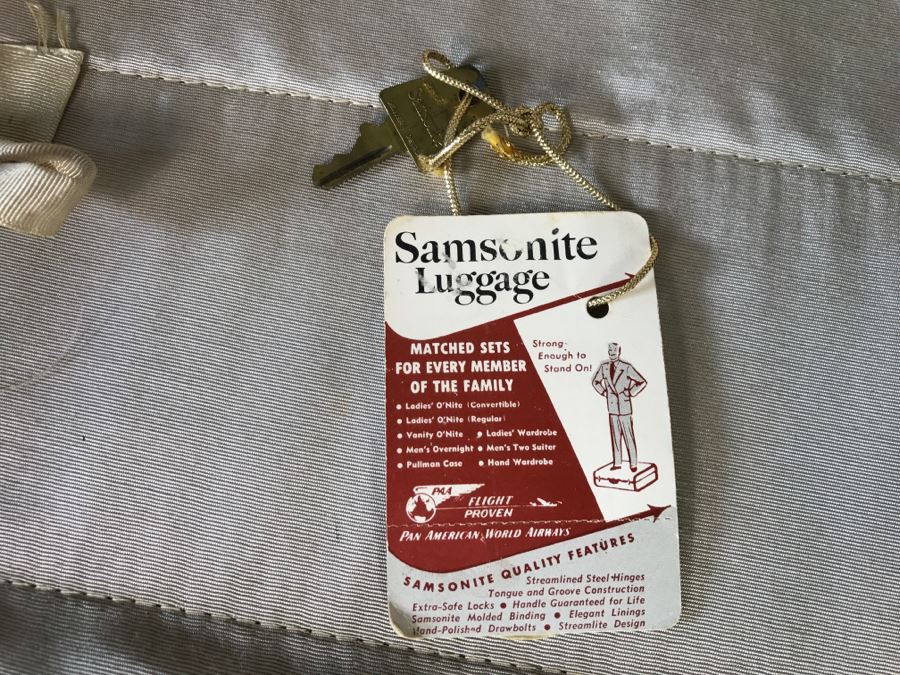 Samsonite
Luggage
MATCHED SETS
FOR EVERY MEMBER
OF THE FAMILY
• Ladies' O'Nite (Convertible)
• Ladies' O'Nite (Regular)
• Vanity O'Nite • Ladies' Wardrobe
• Men's Overnight • Men's Two Suiter
• Pullman Case • Hand Wardrobe
Strong-
Enough to
Stand On!
PAA
FLIGHT
PROVEN
PAN AMERICAN WORLD AIRWAYS
SAMSONITE QUALITY FEATURES
Streamlined Steel Hinges
Tongue and Groove Construction
Extra-Safe Locks • Handle Guaranteed for Life
Samsonite Molded Binding • Elegant Linings
Hand-Polished Drawbolts • Streamlite Design